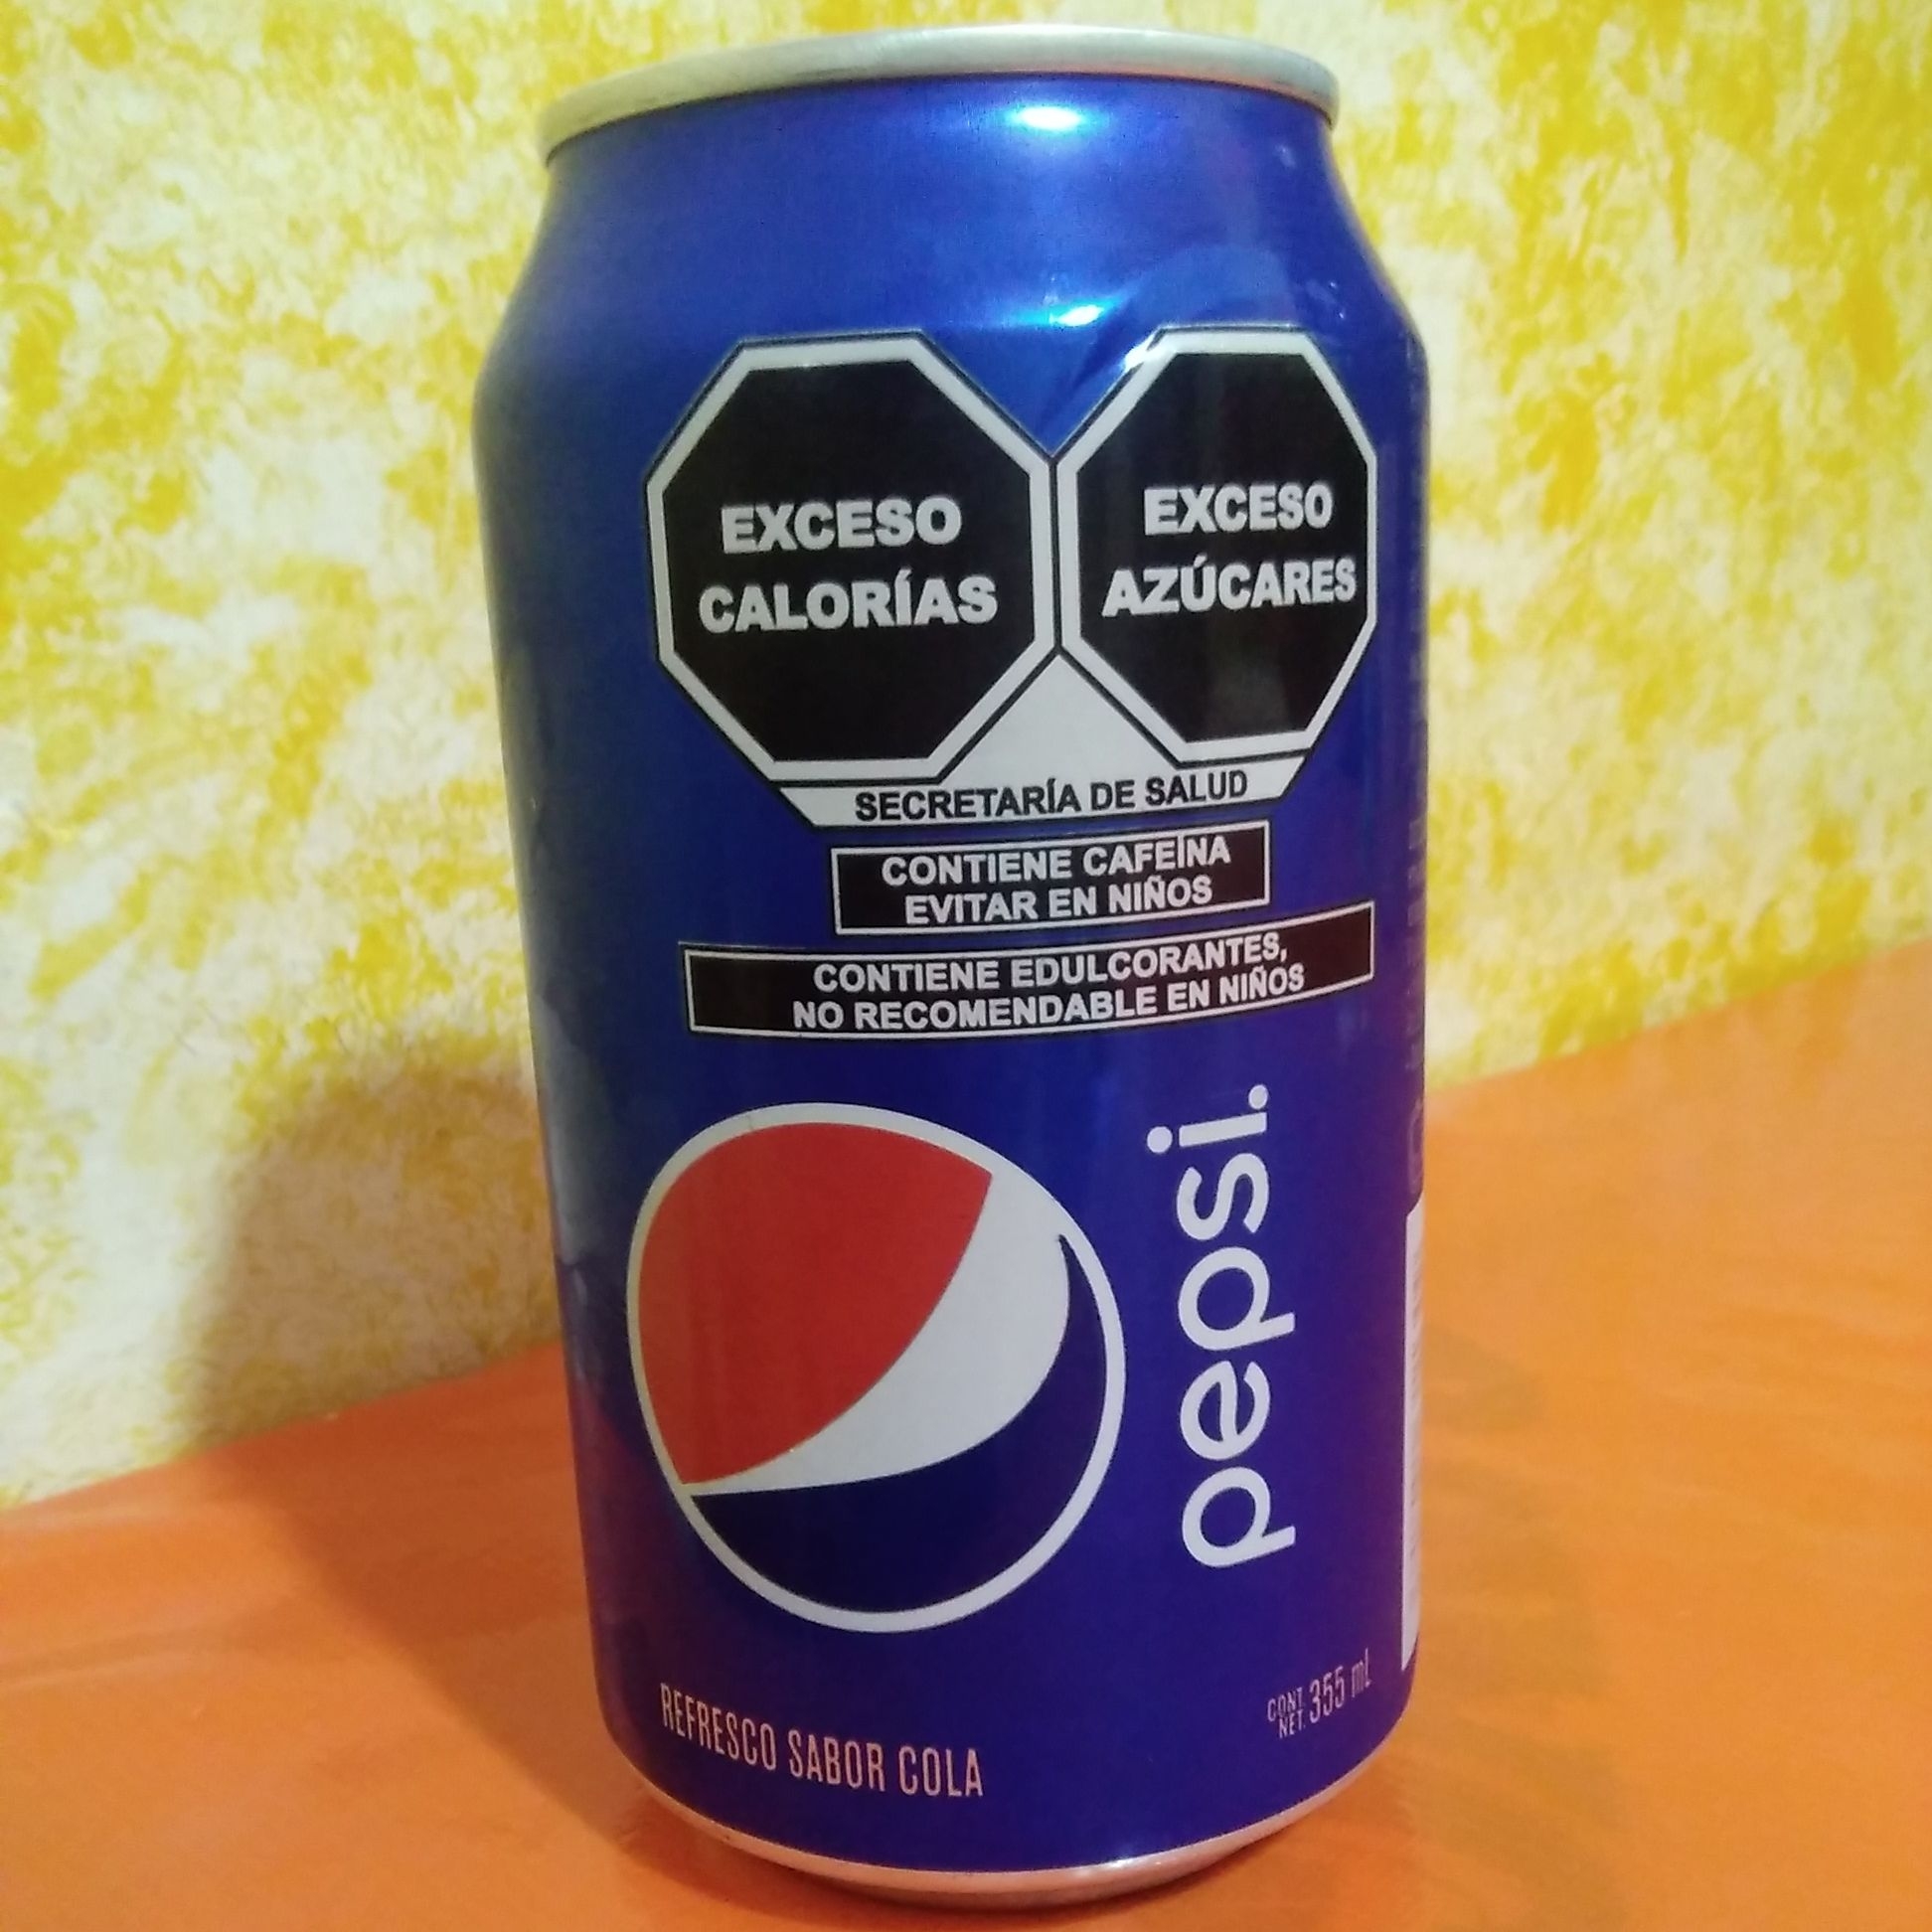 EXCESO
CALORÍAS
EXCESO
AZÚCARES
SECRETARÍA DE SALUD
CONTIENE CAFEÍNA
EVITAR EN NIÑOS
CONTIENE EDULCORANTES,
NO RECOMENDABLE EN NIÑOS
pepsi.
REFRESCO SABOR COLA
CONT.
NET. 355 mL